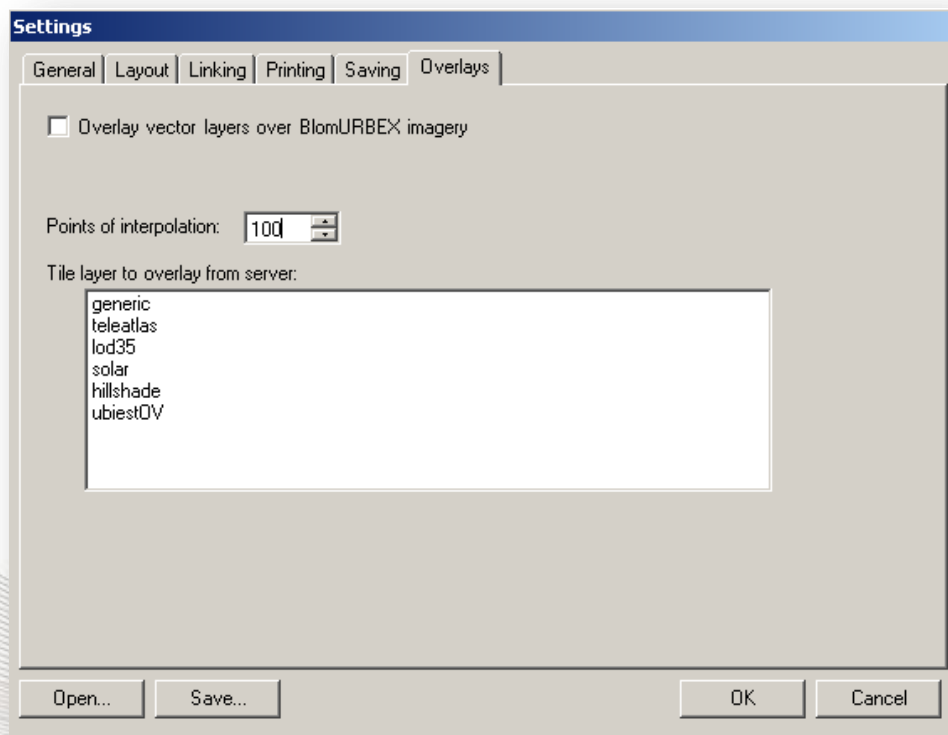 Settings
General Layout Linking Printing Saving Overlays
Overlay vector layers over BlomURBEX imagery
Points of interpolation: 100
Tile layer to overlay from server:
generic
teleatlas
lod35
solar
hillshade
ubiestOV
Open... Save... OK Cancel